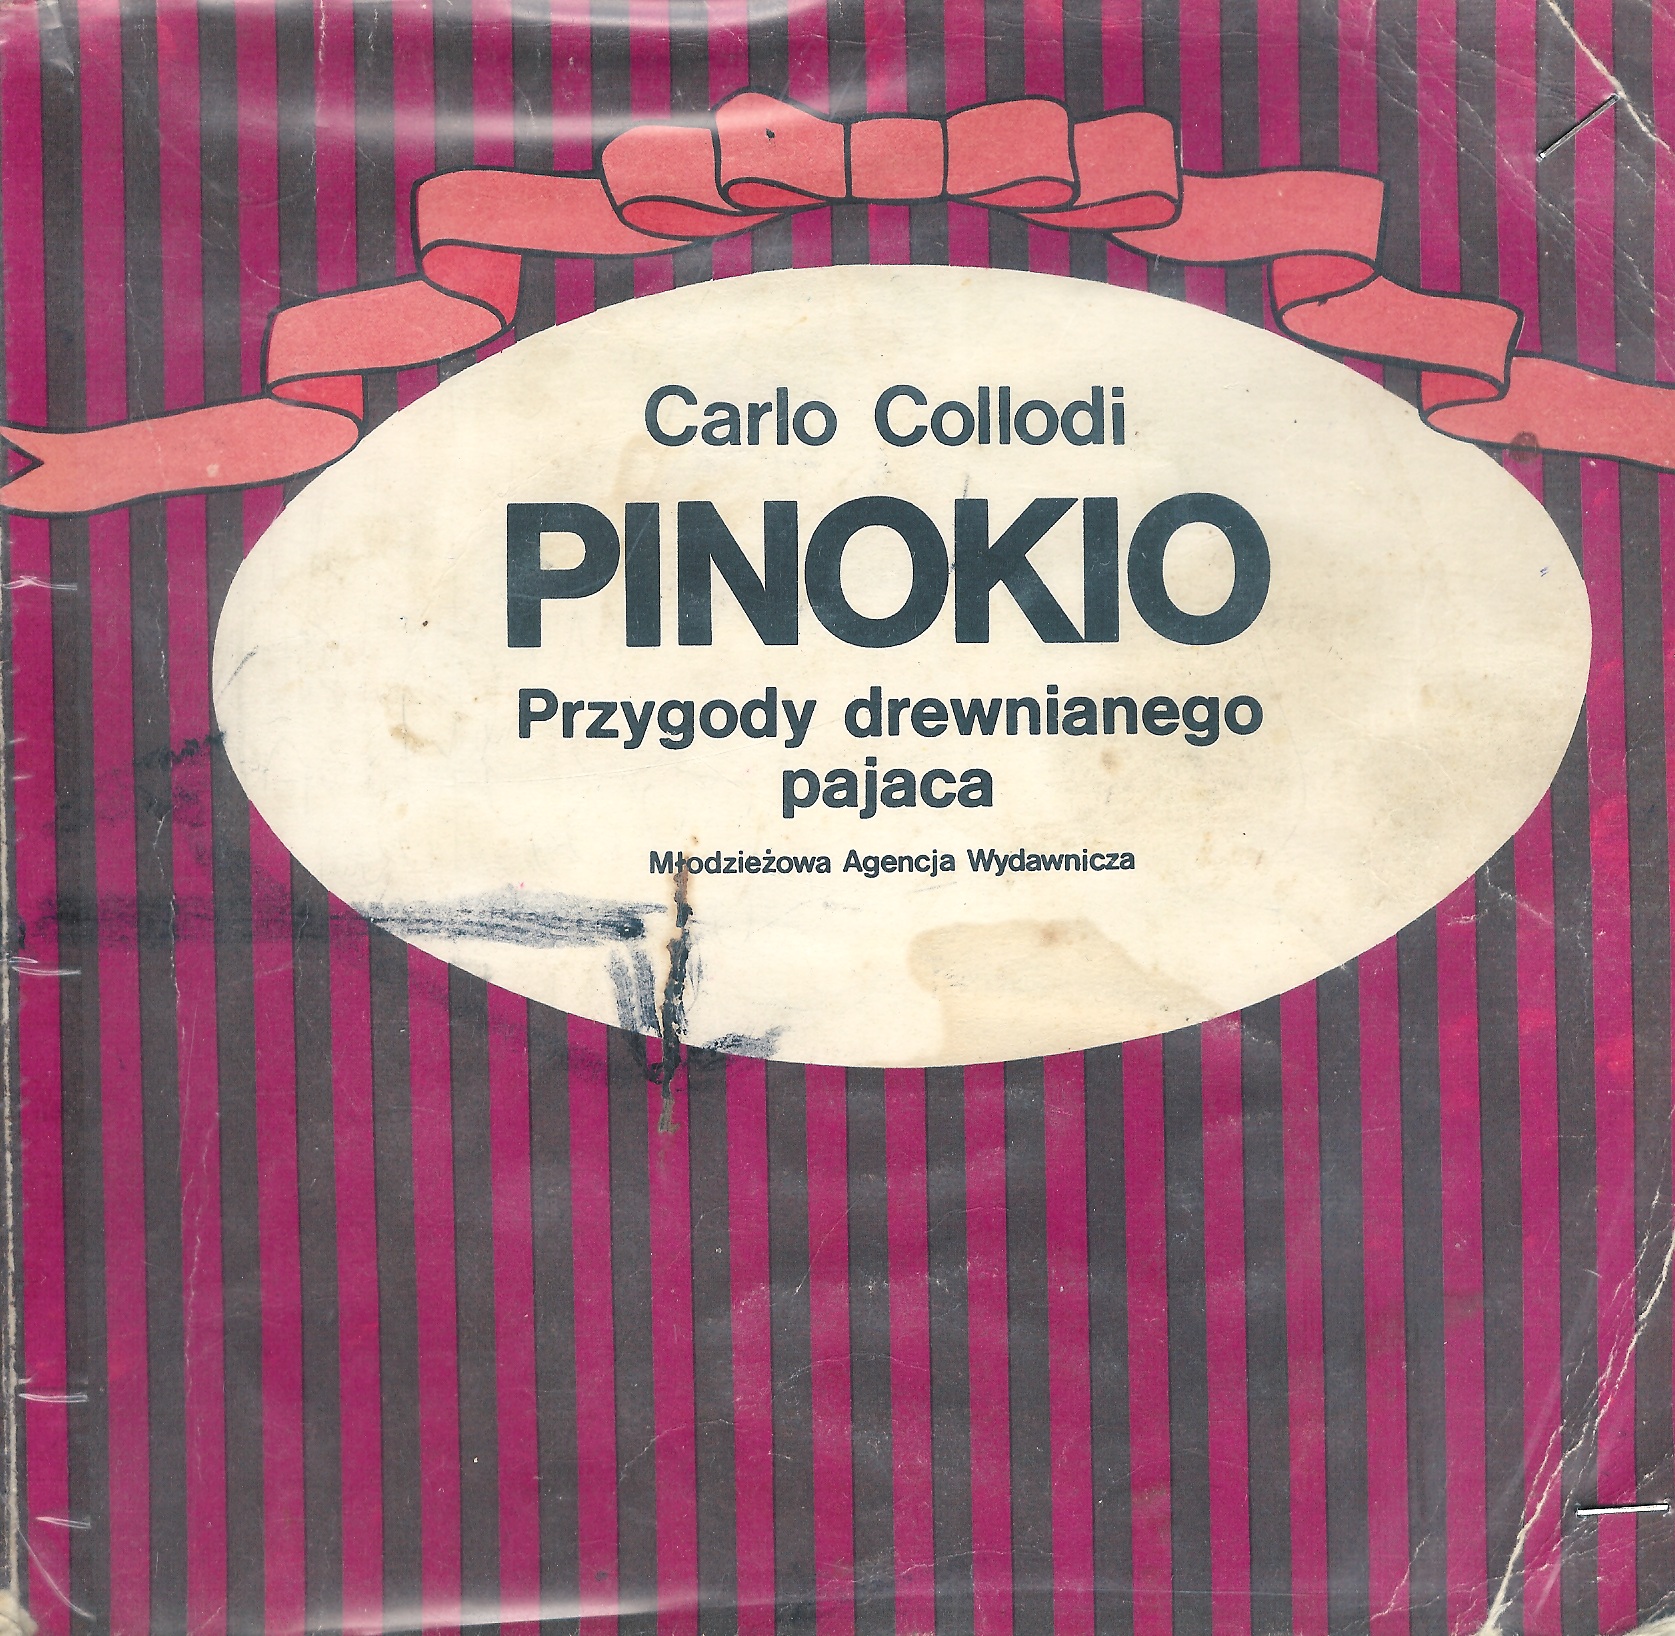 Carlo Collodi
PINOKIO
Przygody drewnianego
pajaca
Młodzieżowa Agencja Wydawnicza